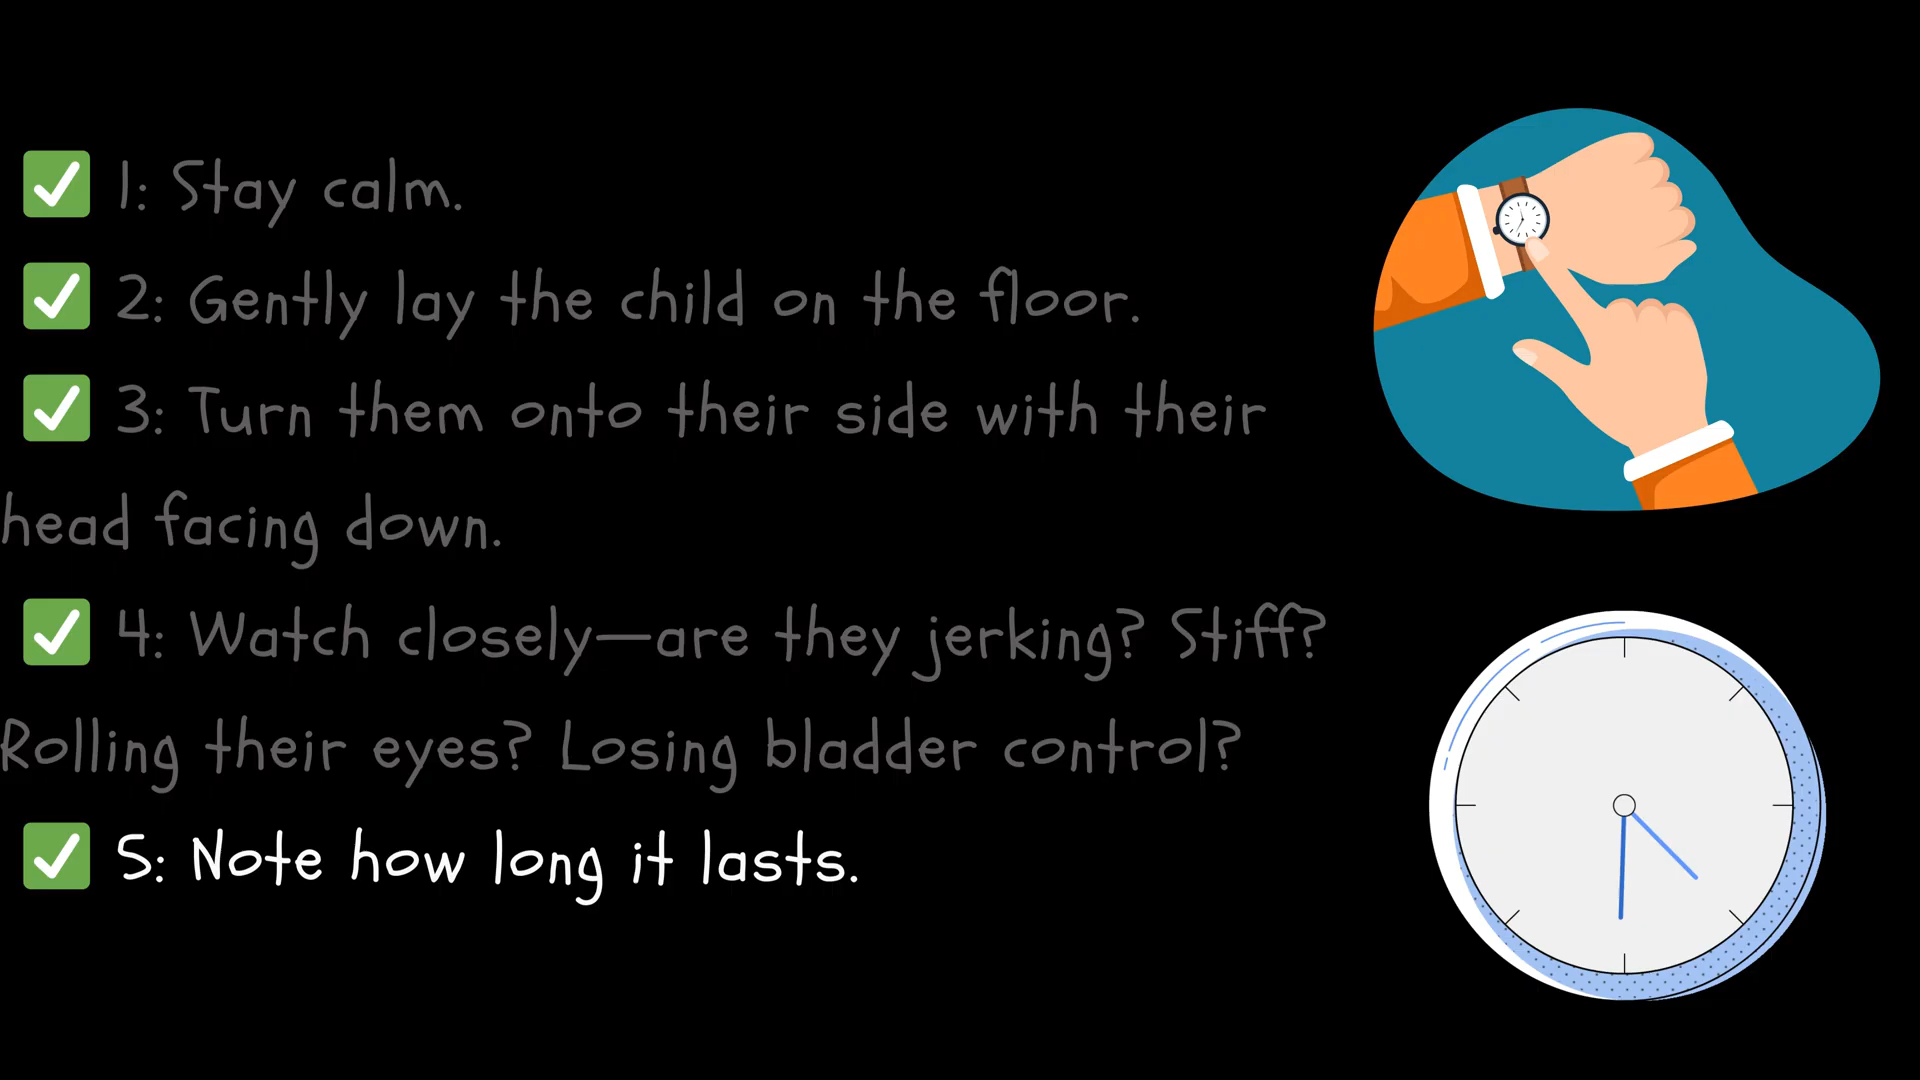 ✅ 1: Stay calm.
✅ 2: Gently lay the child on the floor.
✅ 3: Turn them onto their side with their
head facing down.
✅ 4: Watch closely—are they jerking? Stiff?
Rolling their eyes? Losing bladder control?
✅ 5: Note how long it lasts.